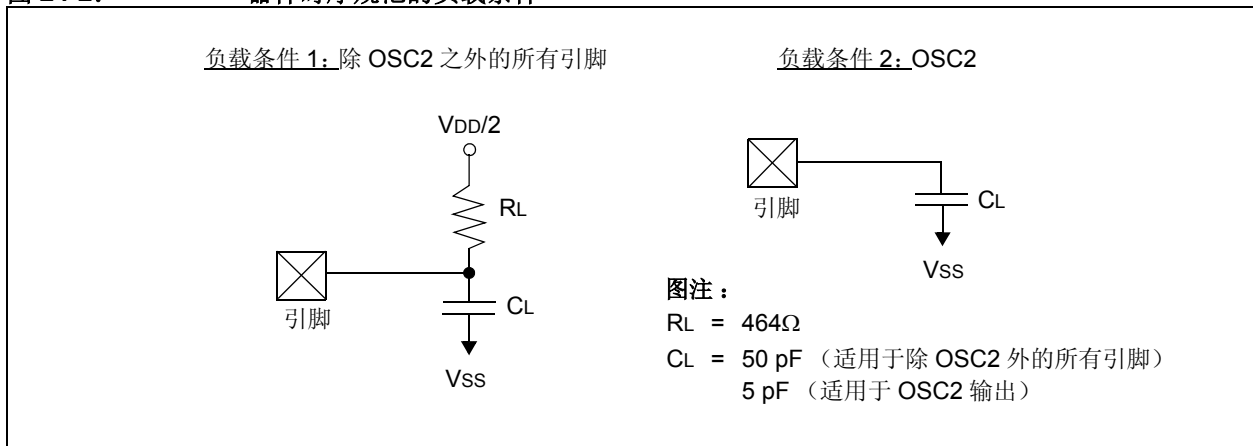 负载条件 1: 除 OSC2 之外的所有引脚
VDD/2
RL
引脚
CL
VSS
负载条件 2: OSC2
引脚
CL
VSS
图注：
RL = 464Ω
CL = 50 pF （适用于除 OSC2 外的所有引脚）
5 pF （适用于 OSC2 输出）